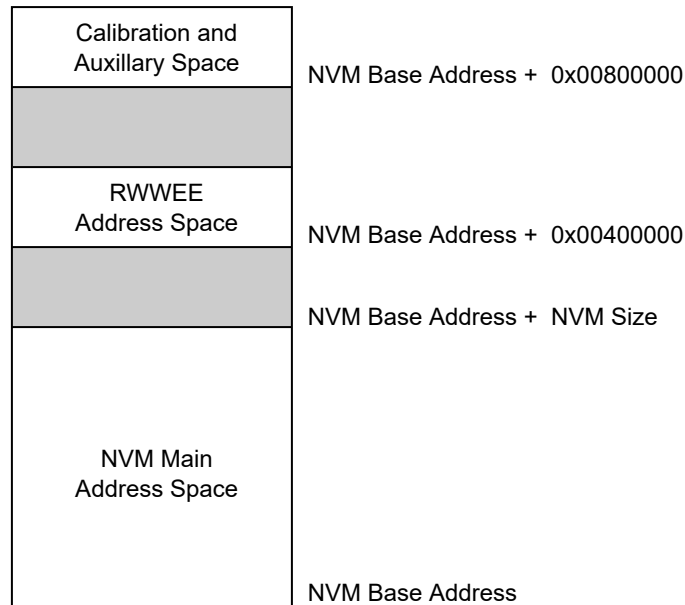 Calibration and
Auxillary Space
NVM Base Address + 0x00800000
RWWEE
Address Space
NVM Base Address + 0x00400000
NVM Base Address + NVM Size
NVM Main
Address Space
NVM Base Address